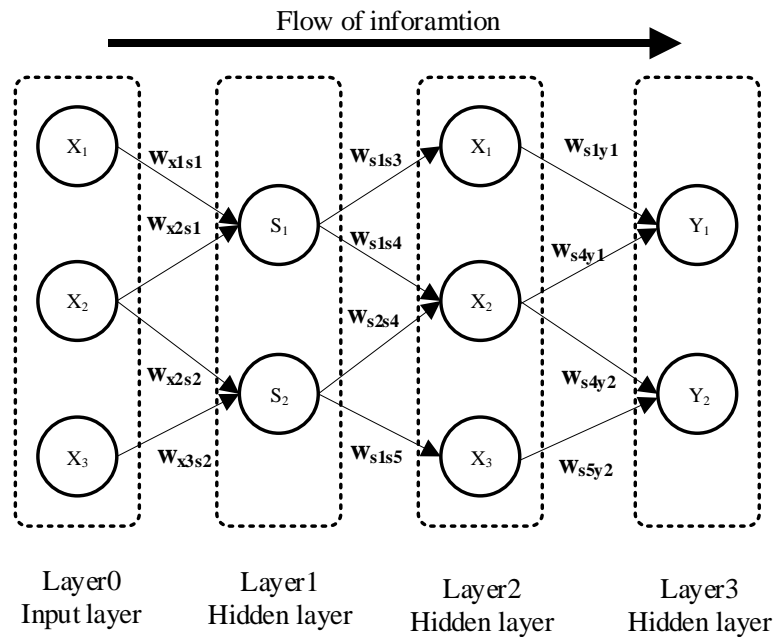 Flow of inforamtion
X1
X2
X3
wx1s1
wx2s1
wx2s2
wx3s2
S1
S2
ws1s3
ws1s4
ws2s4
ws1s5
X1
X2
X3
ws1y1
ws4y1
ws4y2
ws5y2
Y1
Y2
Layer0
Input layer
Layer1
Hidden layer
Layer2
Hidden layer
Layer3
Hidden layer